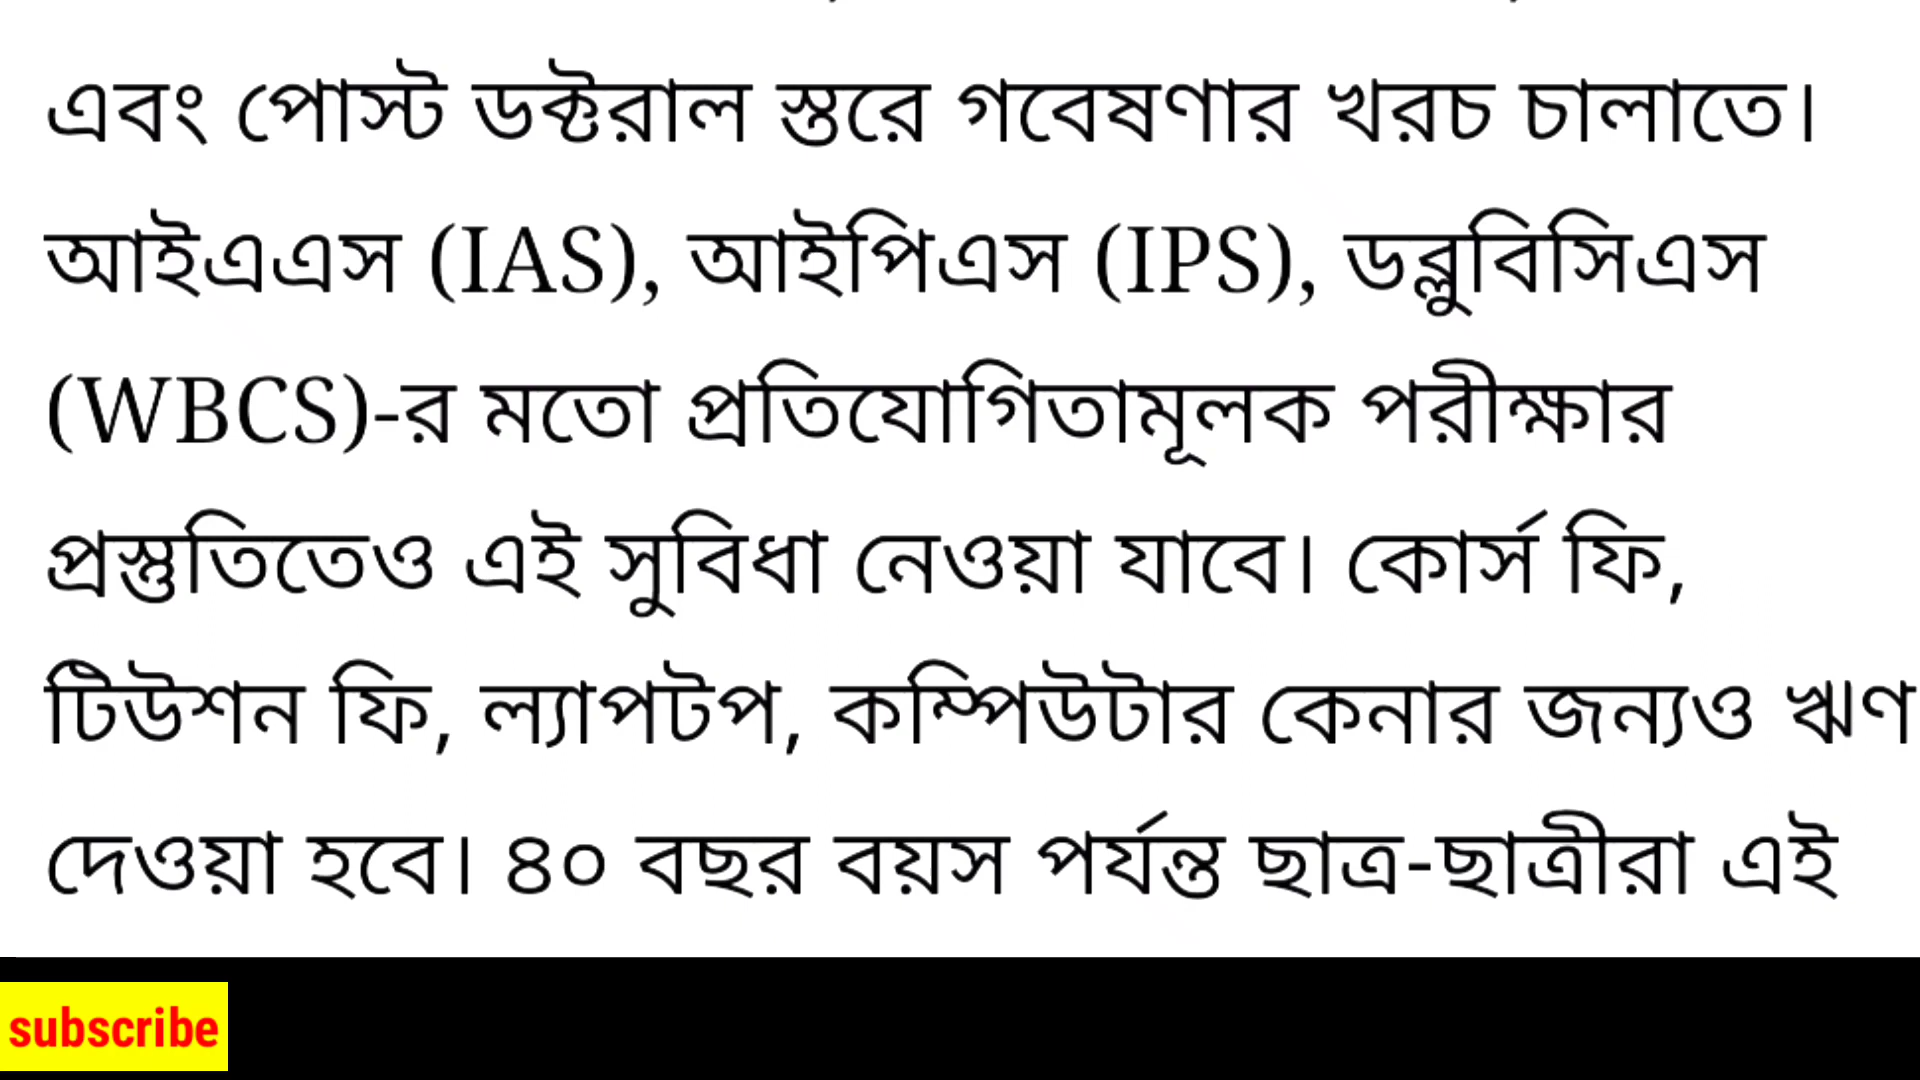 এবং পোস্ট ডক্টরাল স্তরে গবেষণার খরচ চালাতে।
আইএএস (IAS), আইপিএস (IPS), ডব্লুবিসিএস
(WBCS)-র মতো প্রতিযোগিতামূলক পরীক্ষার
প্রস্তুতিতেও এই সুবিধা নেওয়া যাবে। কোর্স ফি,
টিউশন ফি, ল্যাপটপ, কম্পিউটার কেনার জন্যও ঋণ
দেওয়া হবে। ৪০ বছর বয়স পর্যন্ত ছাত্র-ছাত্রীরা এই
subscribe